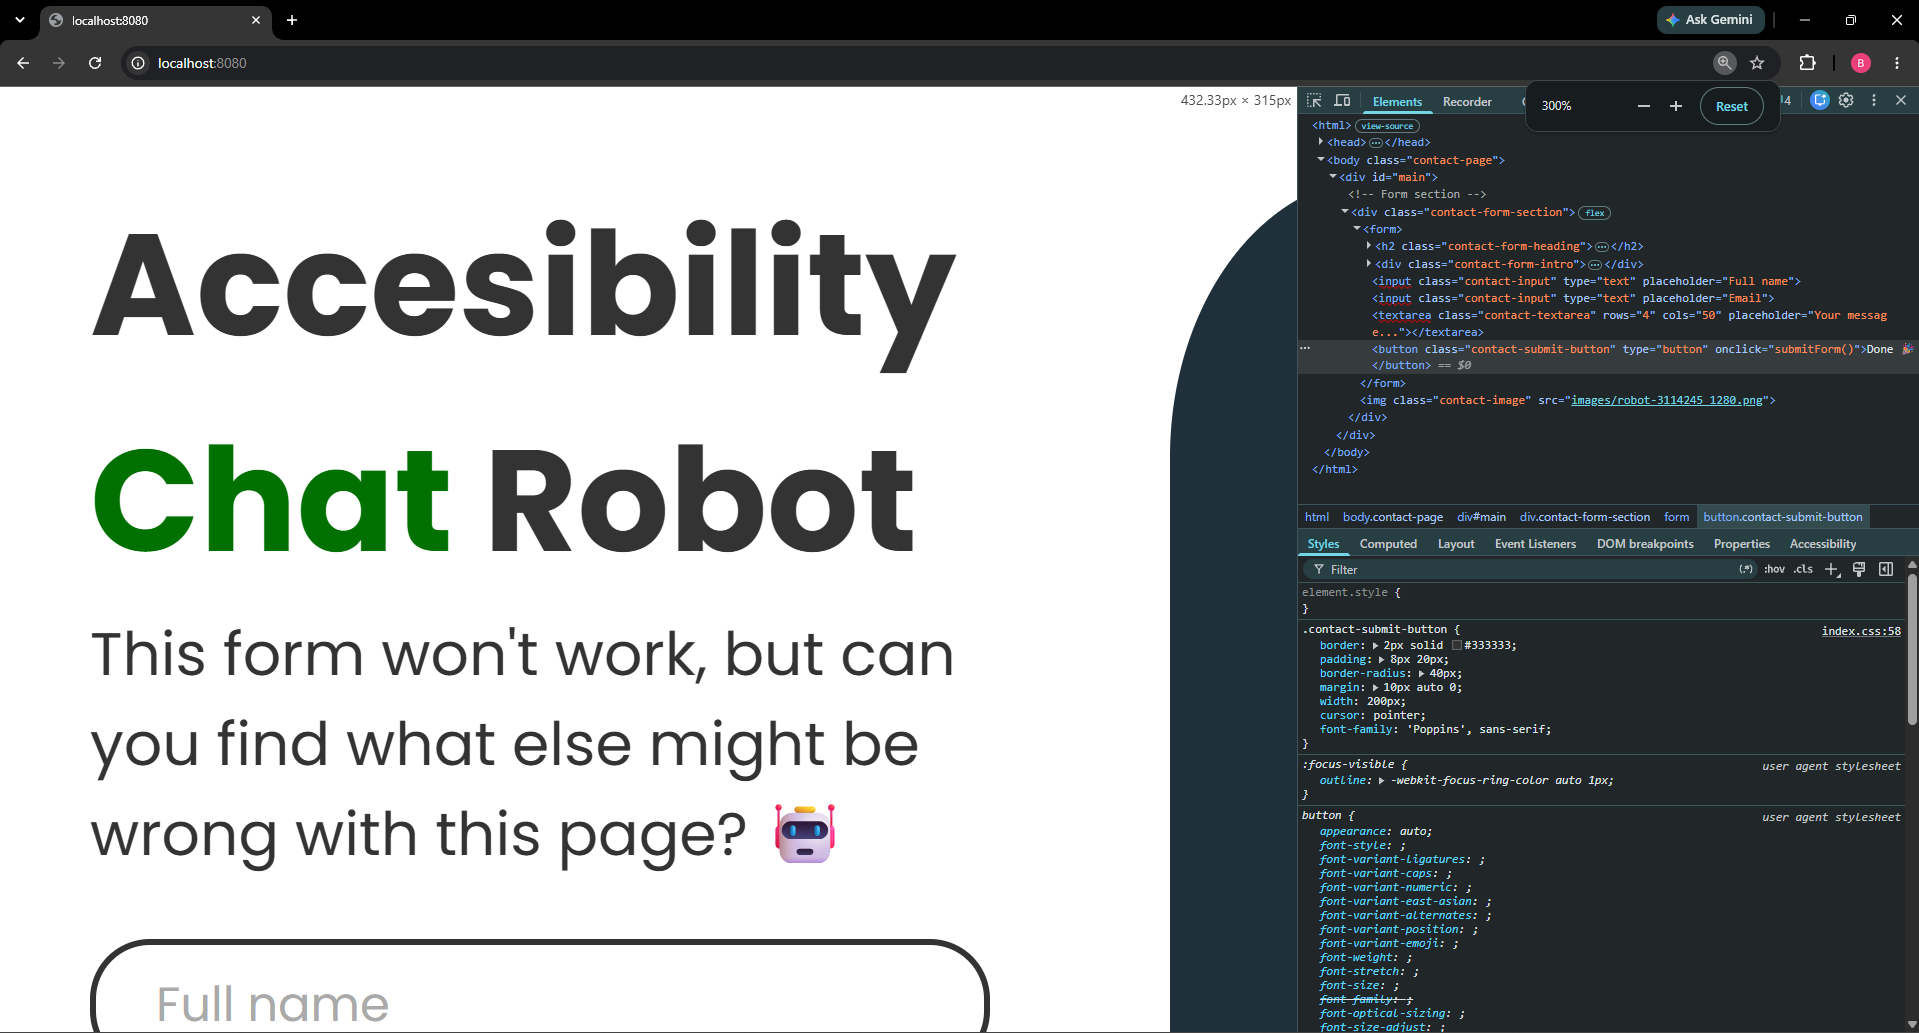 localhost:8080
Ask Gemini
localhost:8080
B
432.33px × 315px
Elements
Recorder
4
300%
Reset
Accesibility
Chat Robot
This form won't work, but can
you find what else might be
wrong with this page? 🤖
Full name
<html> view-source
<head> ⋯ </head>
<body class="contact-page">
<div id="main">
<!-- Form section -->
<div class="contact-form-section"> flex
<form>
<h2 class="contact-form-heading"> ⋯ </h2>
<div class="contact-form-intro"> ⋯ </div>
<input class="contact-input" type="text" placeholder="Full name">
<input class="contact-input" type="text" placeholder="Email">
<textarea class="contact-textarea" rows="4" cols="50" placeholder="Your messag
e..."></textarea>
<button class="contact-submit-button" type="button" onclick="submitForm()">Done 🎉
</button> == $0
</form>
<img class="contact-image" src="images/robot-3114245_1280.png">
</div>
</div>
</body>
</html>
html body.contact-page div#main div.contact-form-section form button.contact-submit-button
Styles Computed Layout Event Listeners DOM breakpoints Properties Accessibility
Filter :hov .cls
element.style {
}
.contact-submit-button { index.css:58
border: 2px solid #333333;
padding: 8px 20px;
border-radius: 40px;
margin: 10px auto 0;
width: 200px;
cursor: pointer;
font-family: 'Poppins', sans-serif;
}
:focus-visible { user agent stylesheet
outline: -webkit-focus-ring-color auto 1px;
}
button { user agent stylesheet
appearance: auto;
font-style: ;
font-variant-ligatures: ;
font-variant-caps: ;
font-variant-numeric: ;
font-variant-east-asian: ;
font-variant-alternates: ;
font-variant-position: ;
font-variant-emoji: ;
font-weight: ;
font-stretch: ;
font-size: ;
font-family: ;
font-optical-sizing: ;
font-size-adjust: ;